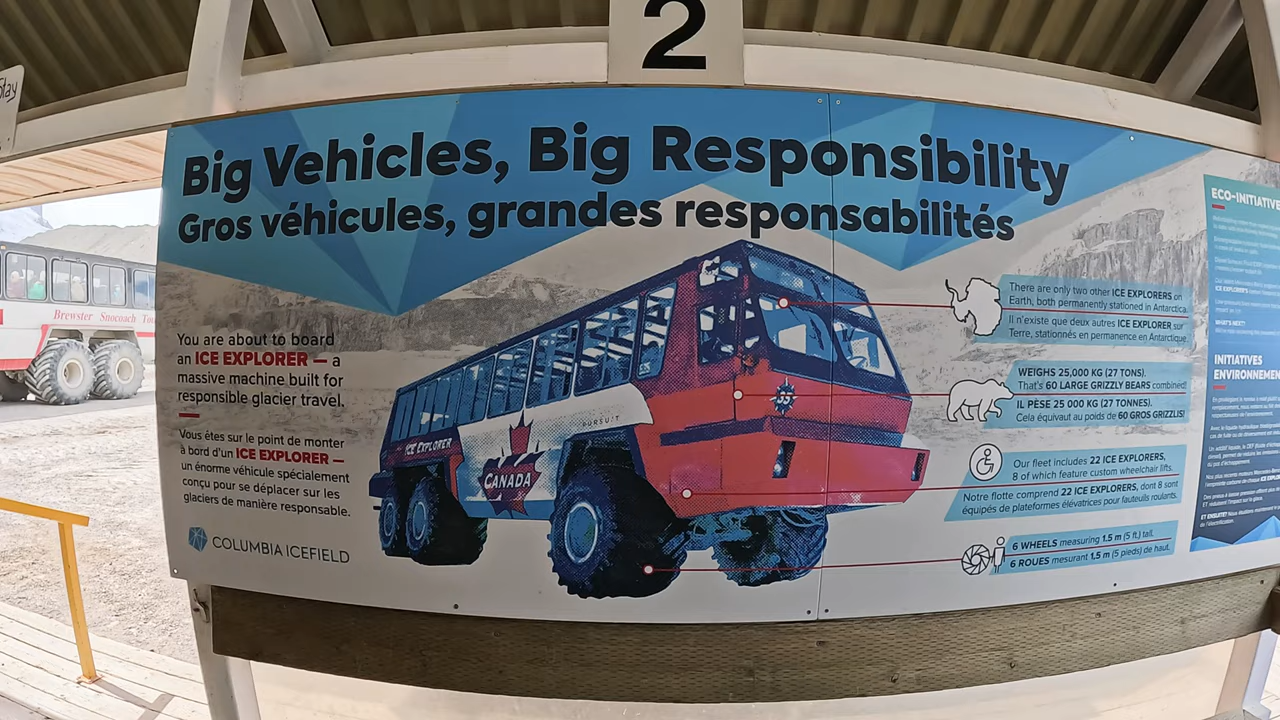 2
Slay
Big Vehicles, Big Responsibility
Gros véhicules, grandes responsabilités
Brewster Snocoach
You are about to board
an ICE EXPLORER — a
massive machine built for
responsible glacier travel.
Vous êtes sur le point de monter
à bord d'un ICE EXPLORER —
un énorme véhicule spécialement
conçu pour se déplacer sur les
glaciers de manière responsable.
COLUMBIA ICEFIELD
ICE EXPLORER
CANADA
PURSUIT
There are only two other ICE EXPLORERS on
Earth, both permanently stationed in Antarctica.
Il n'existe que deux autres ICE EXPLORER sur
Terre, stationnés en permanence en Antarctique.
WEIGHS 25,000 KG (27 TONS).
That's 60 LARGE GRIZZLY BEARS combined!
IL PÈSE 25 000 KG (27 TONNES).
Cela équivaut au poids de 60 GROS GRIZZLIS!
Our fleet includes 22 ICE EXPLORERS,
8 of which feature custom wheelchair lifts.
Notre flotte comprend 22 ICE EXPLORERS, dont 8 sont
équipés de plateformes élévatrices pour fauteuils roulants.
6 WHEELS measuring 1.5 m (5 ft) tall.
6 ROUES mesurant 1,5 m (5 pieds) de haut.
ECO-INITIATIVE
WHAT'S NEXT?
INITIATIVES
ENVIRONNEMEN